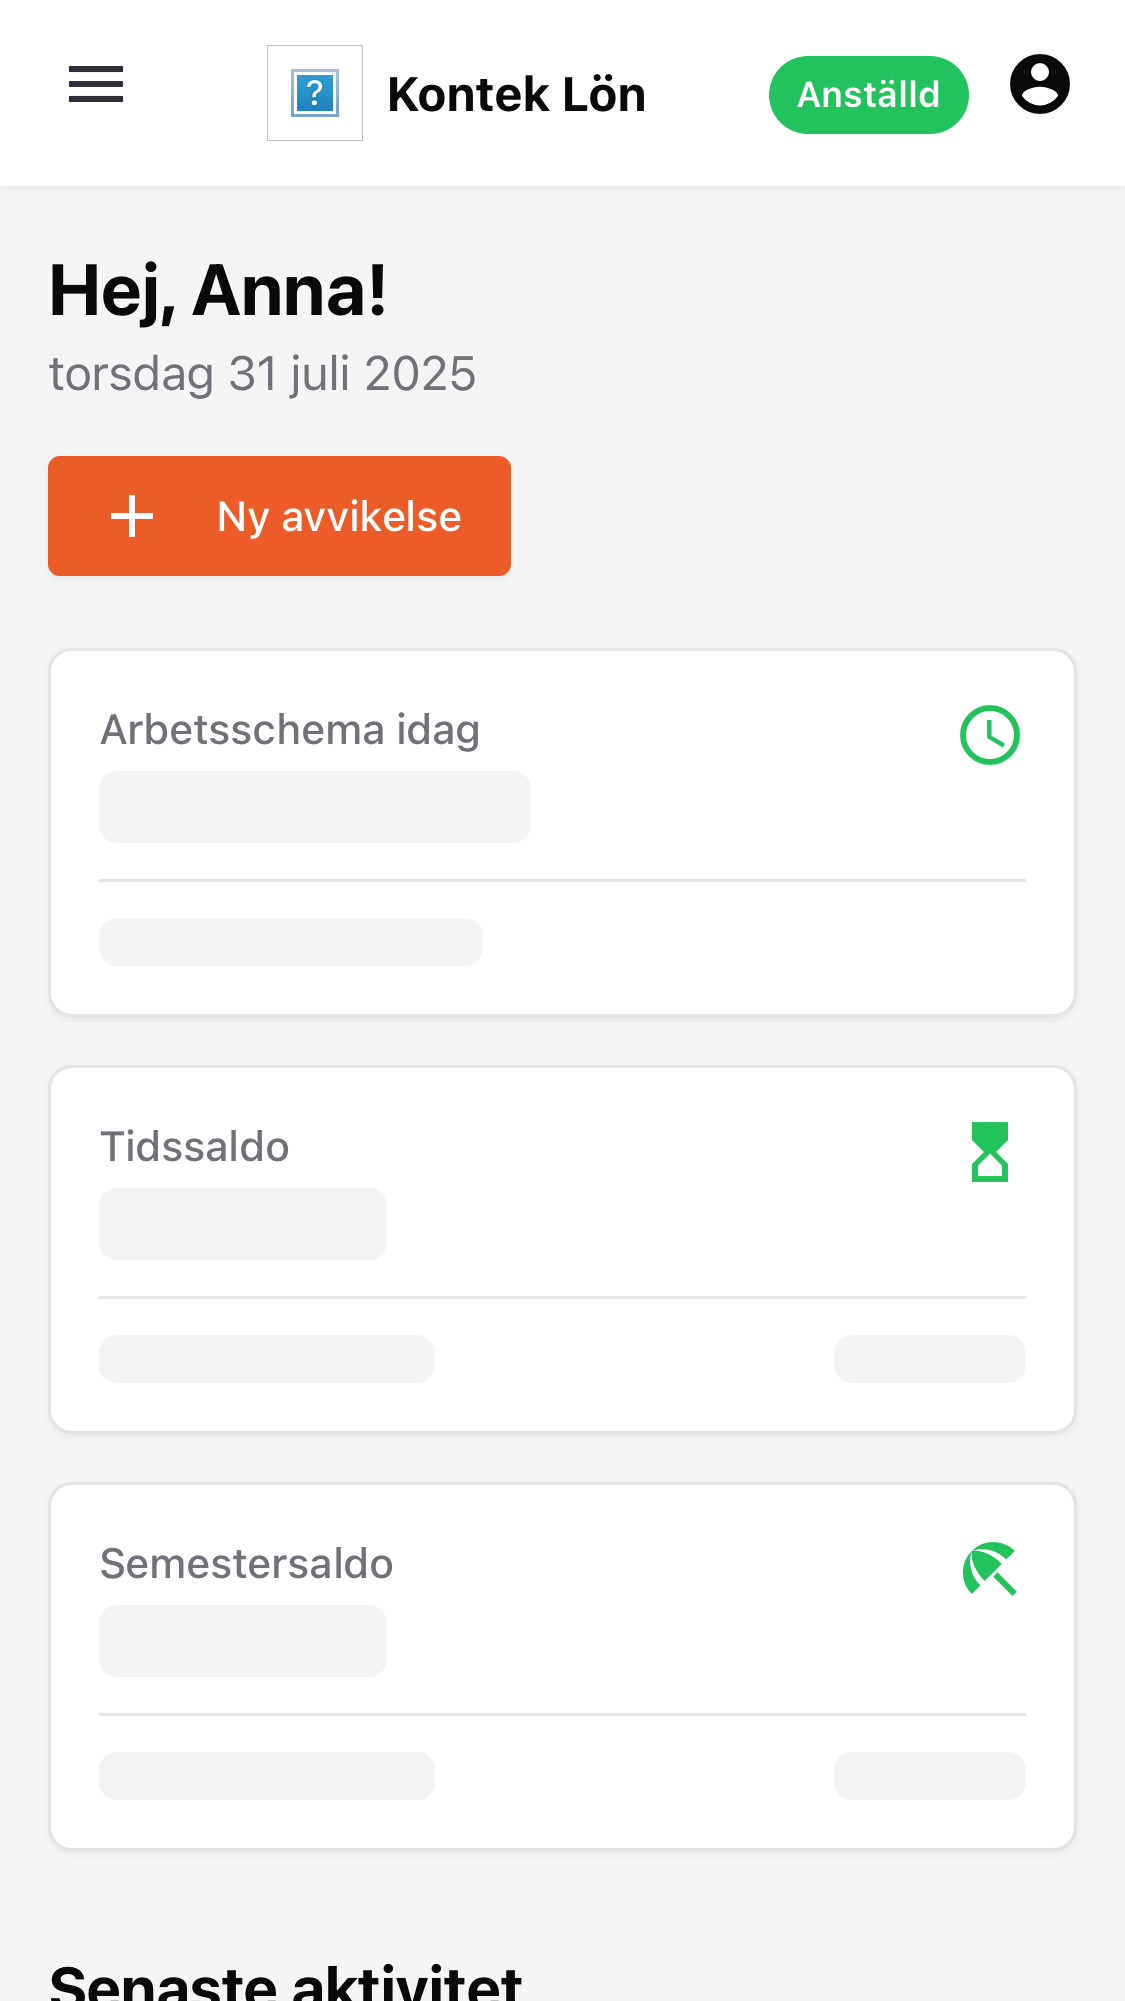 Kontek Lön
Anställd
Hej, Anna!
torsdag 31 juli 2025
Ny avvikelse
Arbetsschema idag
Tidssaldo
Semestersaldo
Senaste aktivitet